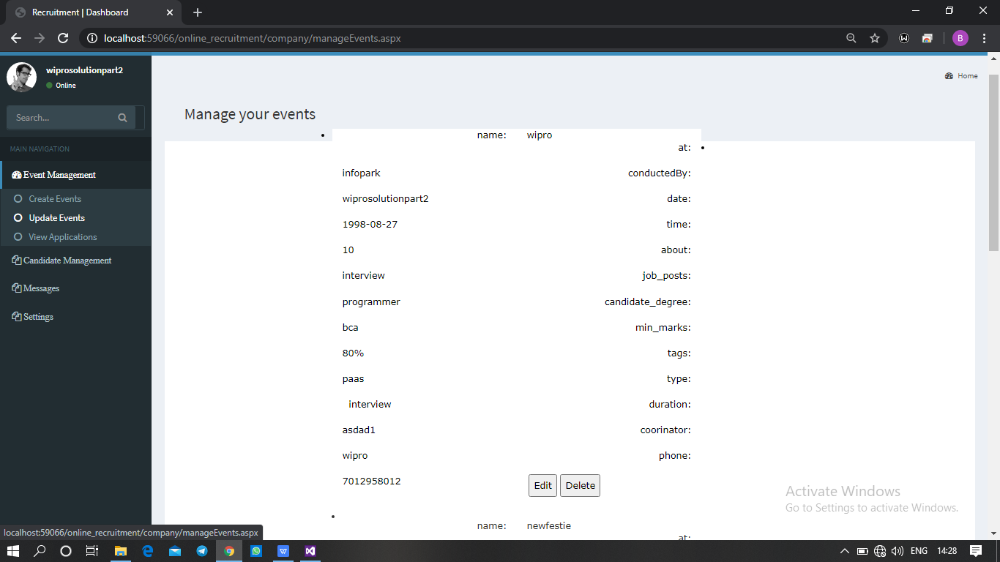 Recruitment | Dashboard
localhost:59066/online_recruitment/company/manageEvents.aspx
B
wiprosolutionpart2
Online
Home
Search...
Manage your events
MAIN NAVIGATION
name: wipro
at:
Event Management
infopark conductedBy:
Create Events
wiprosolutionpart2 date:
Update Events
1998-08-27 time:
View Applications
10 about:
Candidate Management
interview job_posts:
Messages
programmer candidate_degree:
Settings
bca min_marks:
80% tags:
paas type:
interview duration:
asdad1 coorinator:
wipro phone:
7012958012 Edit Delete
Activate Windows
Go to Settings to activate Windows.
name: newfestie
localhost:59066/online_recruitment/company/manageEvents.aspx
at:
ENG 14:28